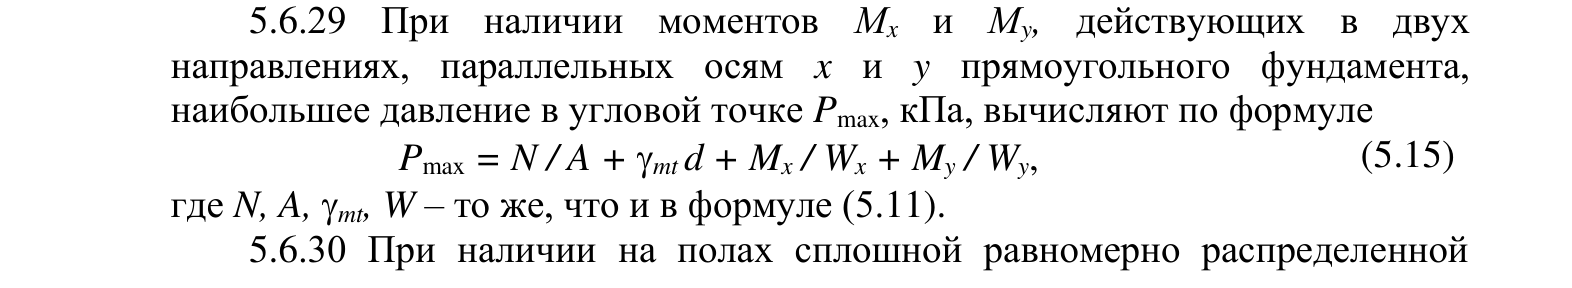 5.6.29 При наличии моментов Mx и My, действующих в двух
направлениях, параллельных осям x и y прямоугольного фундамента,
наибольшее давление в угловой точке Pmax, кПа, вычисляют по формуле
Pmax = N / A + γmt d + Mx / Wx + My / Wy, (5.15)
где N, A, γmt, W – то же, что и в формуле (5.11).
5.6.30 При наличии на полах сплошной равномерно распределенной